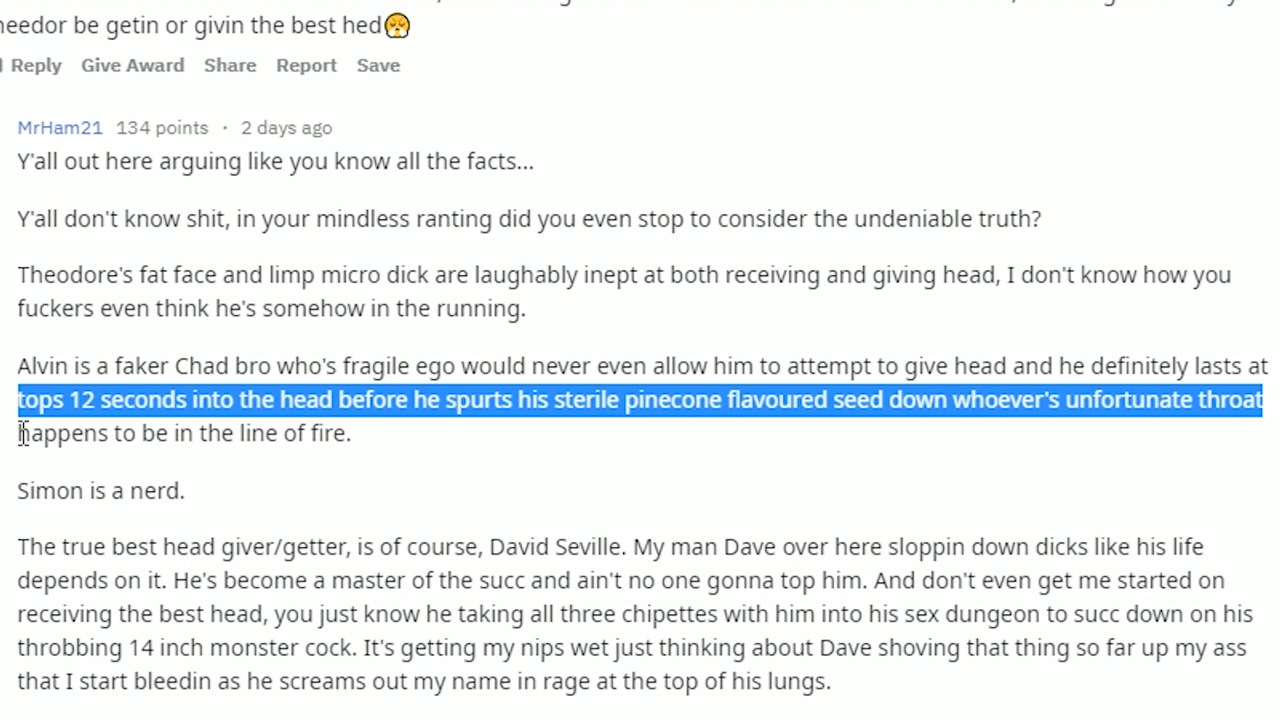 needor be getin or givin the best hed😤
Reply Give Award Share Report Save
MrHam21 134 points · 2 days ago
Y'all out here arguing like you know all the facts...
Y'all don't know shit, in your mindless ranting did you even stop to consider the undeniable truth?
Theodore's fat face and limp micro dick are laughably inept at both receiving and giving head, I don't know how you
fuckers even think he's somehow in the running.
Alvin is a faker Chad bro who's fragile ego would never even allow him to attempt to give head and he definitely lasts at
tops 12 seconds into the head before he spurts his sterile pinecone flavoured seed down whoever's unfortunate throat
happens to be in the line of fire.
Simon is a nerd.
The true best head giver/getter, is of course, David Seville. My man Dave over here sloppin down dicks like his life
depends on it. He's become a master of the succ and ain't no one gonna top him. And don't even get me started on
receiving the best head, you just know he taking all three chipettes with him into his sex dungeon to succ down on his
throbbing 14 inch monster cock. It's getting my nips wet just thinking about Dave shoving that thing so far up my ass
that I start bleedin as he screams out my name in rage at the top of his lungs.